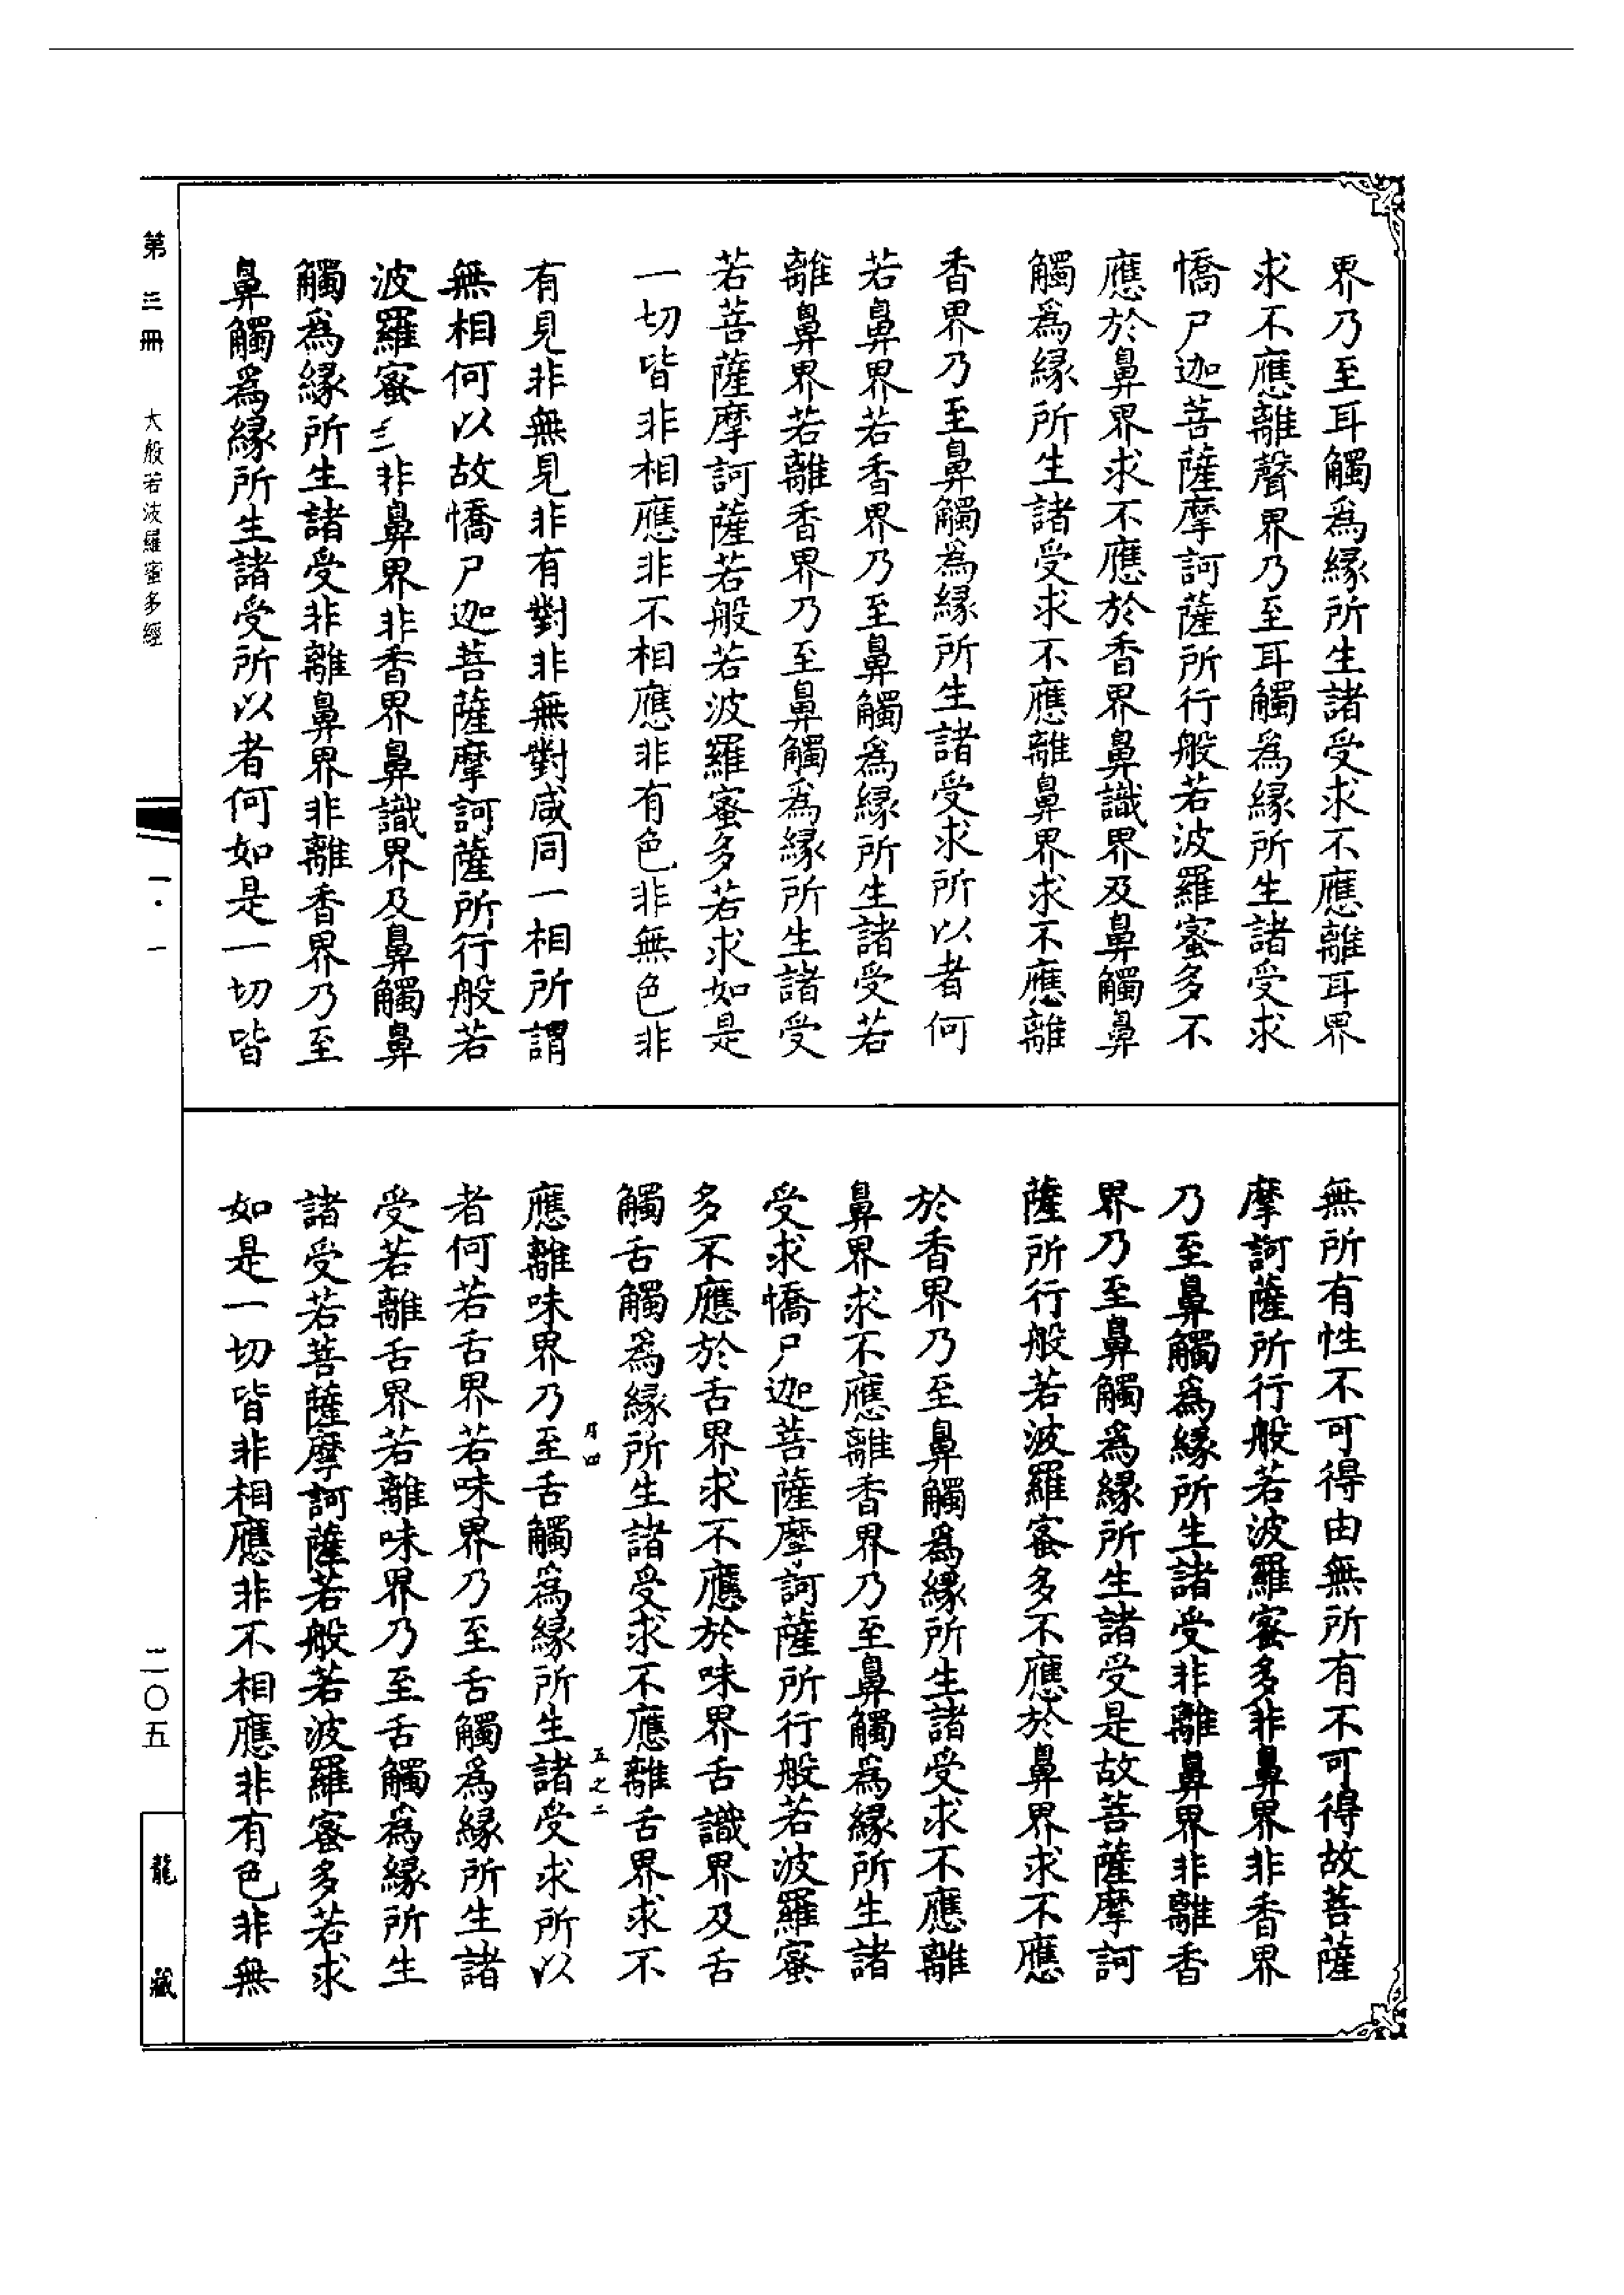 界乃至耳觸為緣所生諸受求不應離耳界
求不應離聲界乃至耳觸為緣所生諸受求
憍尸迦菩薩摩訶薩所行般若波羅蜜多不
應於鼻界求不應於香界鼻識界及鼻觸鼻
觸為緣所生諸受求不應離鼻界求不應離
香界乃至鼻觸為緣所生諸受求所以者何
若鼻界若香界乃至鼻觸為緣所生諸受若
離鼻界若離香界乃至鼻觸為緣所生諸受
若菩薩摩訶薩若般若波羅蜜多若求如是
一切皆非相應非不相應非有色非無色非
有見非無見非有對非無對咸同一相所謂
無相何以故憍尸迦菩薩摩訶薩所行般若
波羅蜜多非鼻界非香界鼻識界及鼻觸鼻
觸為緣所生諸受非離鼻界非離香界乃至
鼻觸為緣所生諸受所以者何如是一切皆
無所有性不可得由無所有不可得故菩薩
摩訶薩所行般若波羅蜜多非鼻界非香界
乃至鼻觸為緣所生諸受非離鼻界非離香
界乃至鼻觸為緣所生諸受是故菩薩摩訶
薩所行般若波羅蜜多不應於鼻界求不應
於香界乃至鼻觸為緣所生諸受求不應離
鼻界求不應離香界乃至鼻觸為緣所生諸
受求憍尸迦菩薩摩訶薩所行般若波羅蜜
多不應於舌界求不應於味界舌識界及舌
觸舌觸為緣所生諸受求不應離舌界求不
月四 五之二
應離味界乃至舌觸為緣所生諸受求所以
者何若舌界若味界乃至舌觸為緣所生諸
受若離舌界若離味界乃至舌觸為緣所生
諸受若菩薩摩訶薩若般若波羅蜜多若求
如是一切皆非相應非不相應非有色非無
第三冊 大般若波羅蜜多經 一·一 二〇五 龍藏